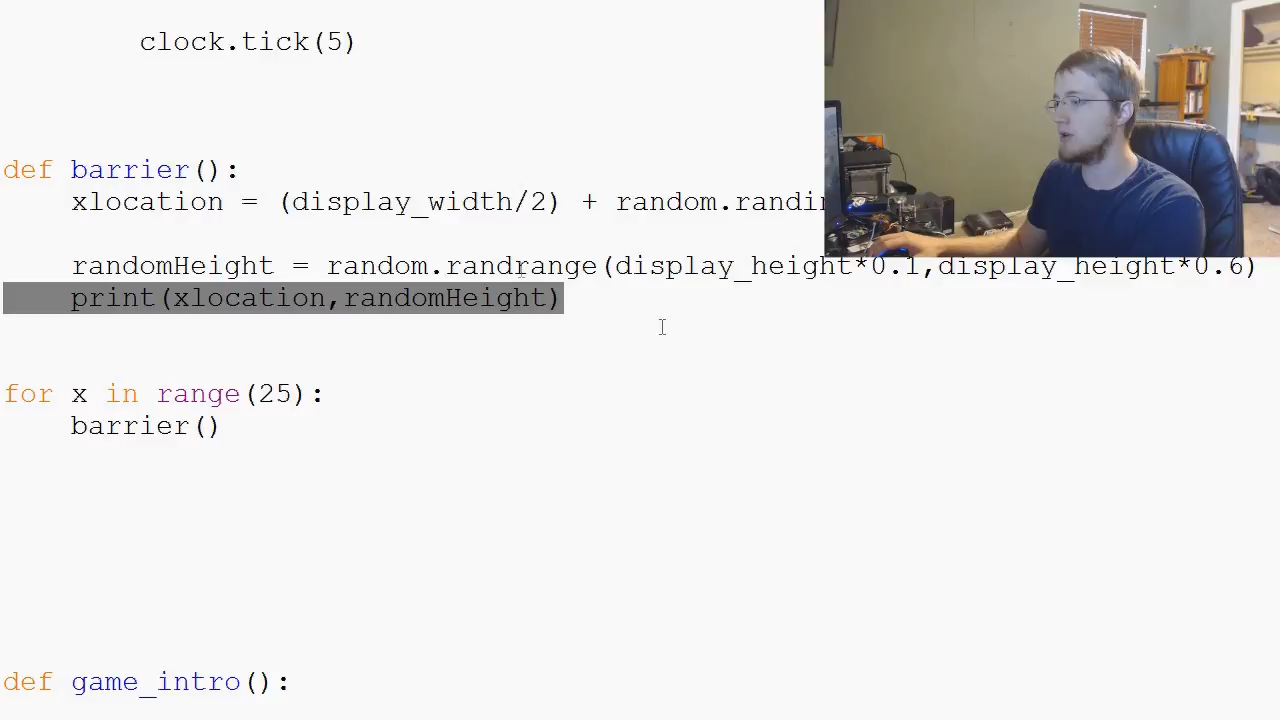 clock.tick(5)
def barrier():
xlocation = (display_width/2) + random.randin
randomHeight = random.randrange(display_height*0.1,display_height*0.6)
print(xlocation,randomHeight)
for x in range(25):
barrier()
def game_intro():